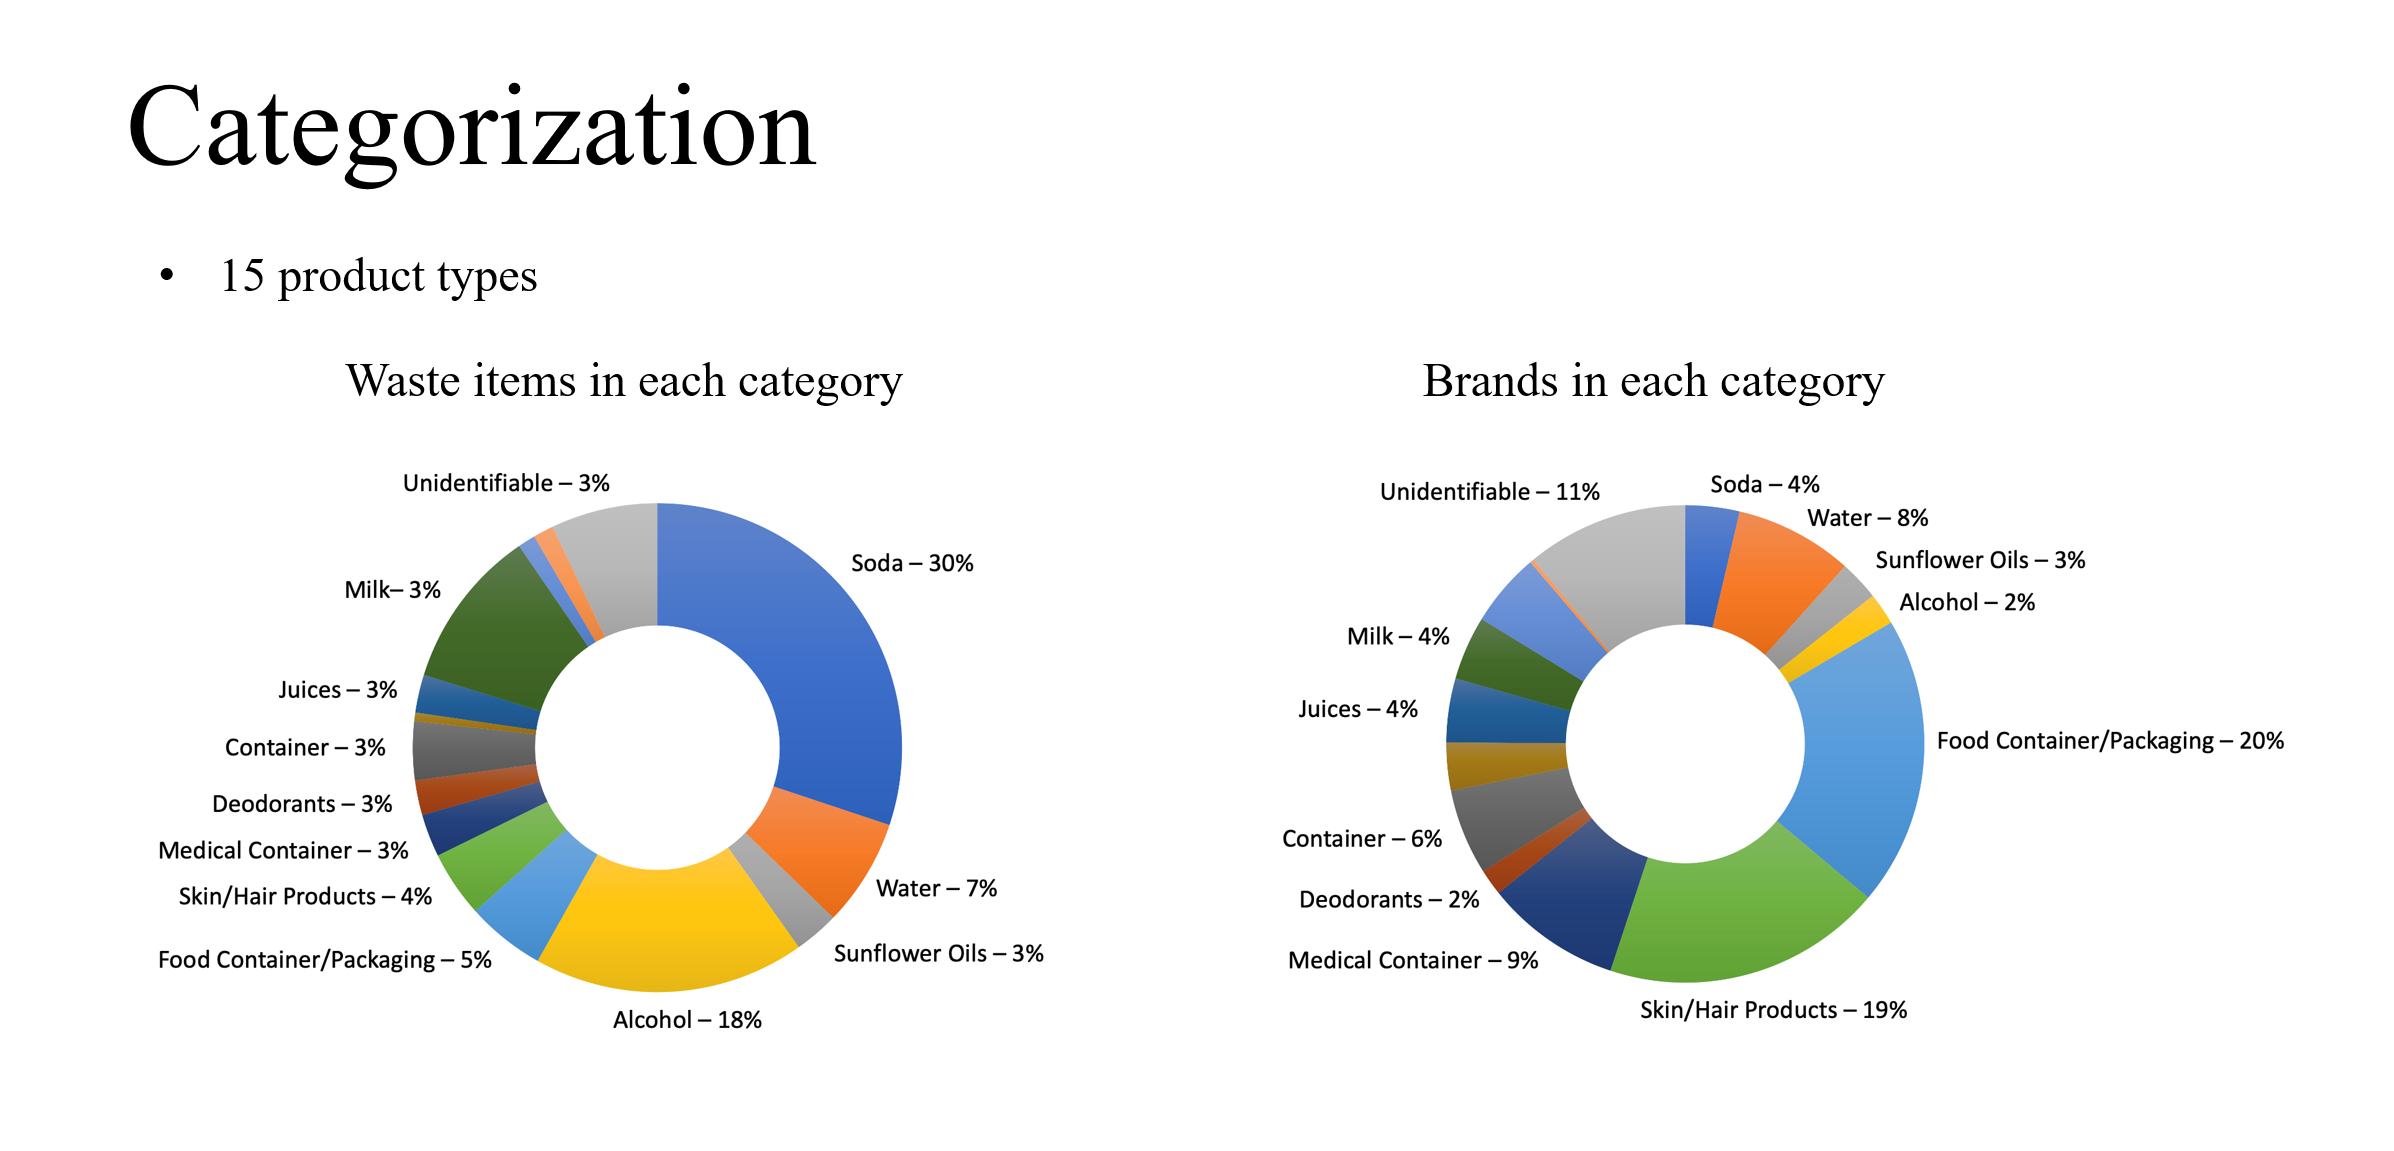 Categorization
• 15 product types
Waste items in each category
Unidentifiable – 3%
Soda – 30%
Milk– 3%
Juices – 3%
Container – 3%
Deodorants – 3%
Medical Container – 3%
Skin/Hair Products – 4%
Water – 7%
Sunflower Oils – 3%
Food Container/Packaging – 5%
Alcohol – 18%
Brands in each category
Soda – 4%
Unidentifiable – 11%
Water – 8%
Sunflower Oils – 3%
Alcohol – 2%
Milk – 4%
Juices – 4%
Food Container/Packaging – 20%
Container – 6%
Deodorants – 2%
Medical Container – 9%
Skin/Hair Products – 19%